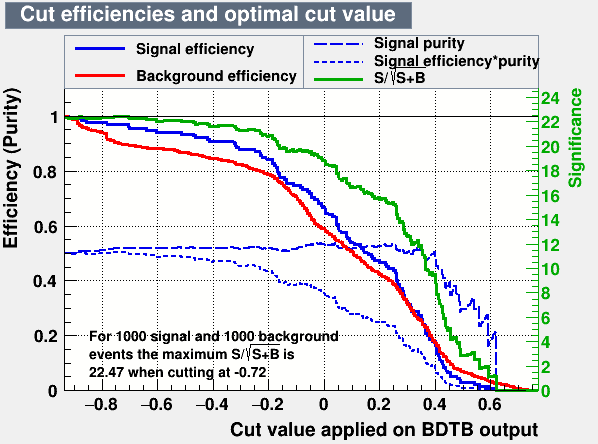 Cut efficiencies and optimal cut value
Signal efficiency
Background efficiency
Signal purity
Signal efficiency*purity
S/√S+B
Efficiency (Purity)
1
0.8
0.6
0.4
0.2
0
24
22
20
18
16
14
12
10
8
6
4
2
0
Significance
For 1000 signal and 1000 background
events the maximum S/√S+B is
22.47 when cutting at -0.72
−0.8 −0.6 −0.4 −0.2 0 0.2 0.4 0.6
Cut value applied on BDTB output